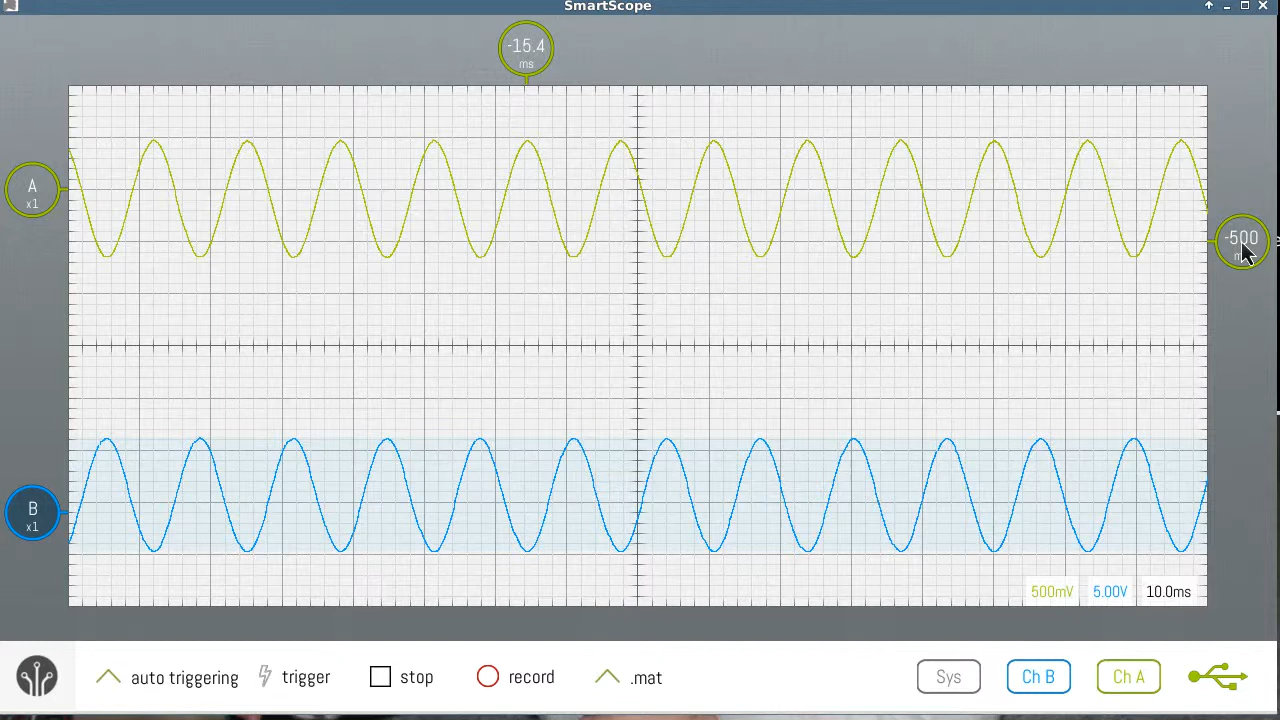 SmartScope
-15.4
ms
A
x1
-500
B
x1
500mV 5.00V 10.0ms
auto triggering trigger stop record .mat Sys Ch B Ch A